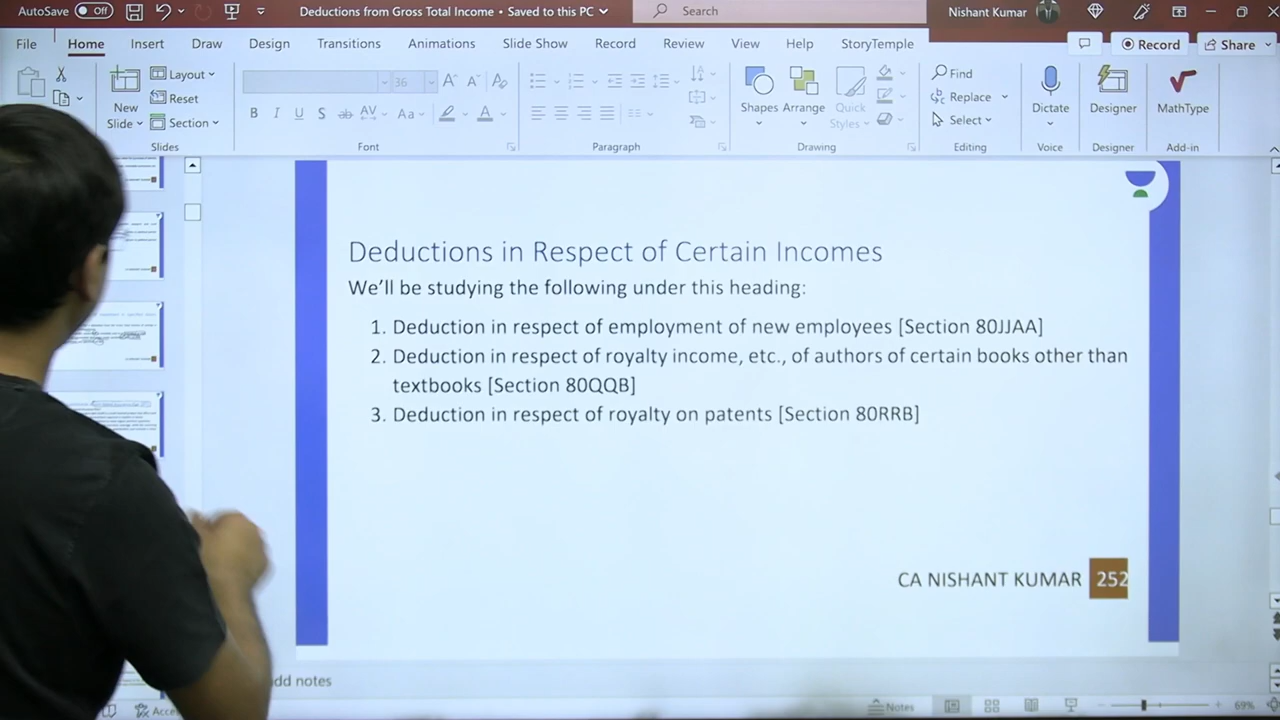 AutoSave Off
Deductions from Gross Total Income • Saved to this PC
Search
Nishant Kumar
File Home Insert Draw Design Transitions Animations Slide Show Record Review View Help StoryTemple
Record Share
New Slide
Layout
Reset
Section
Slides
36
B I U S ab AV Aa A
Font
Paragraph
Shapes Arrange Quick Styles
Drawing
Find
Replace
Select
Editing
Dictate
Voice
Designer
Designer
MathType
Add-in
Deductions in Respect of Certain Incomes
We'll be studying the following under this heading:
1. Deduction in respect of employment of new employees [Section 80JJAA]
2. Deduction in respect of royalty income, etc., of authors of certain books other than
textbooks [Section 80QQB]
3. Deduction in respect of royalty on patents [Section 80RRB]
CA NISHANT KUMAR 252
dd notes
Acce
Notes
69%